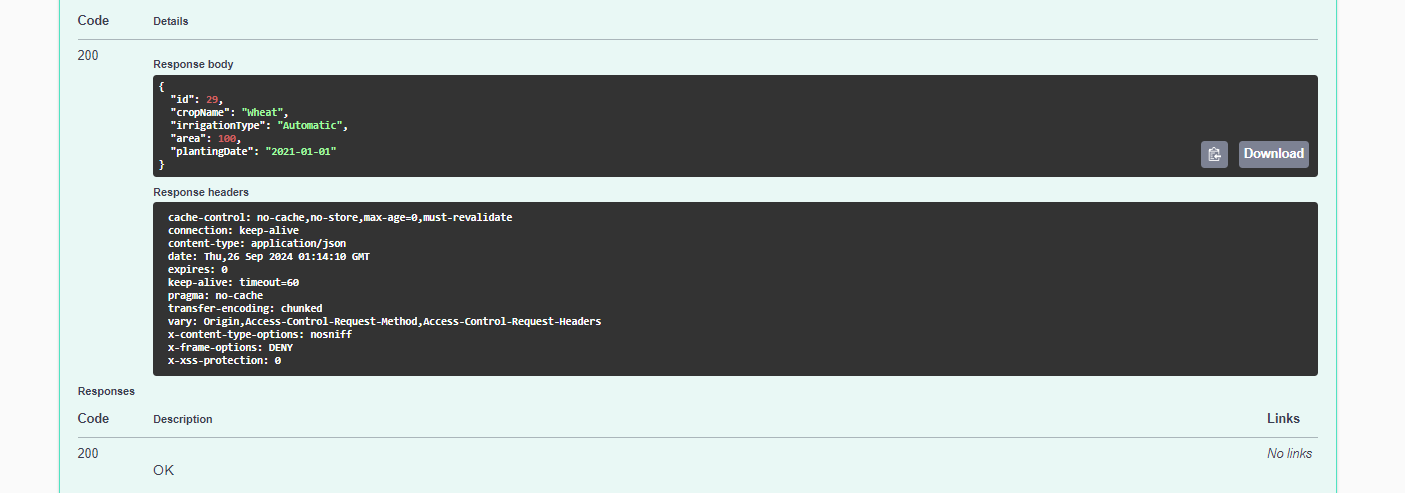 Code Details
200
Response body
{
"id": 29,
"cropName": "Wheat",
"irrigationType": "Automatic",
"area": 100,
"plantingDate": "2021-01-01"
}
Download
Response headers
cache-control: no-cache,no-store,max-age=0,must-revalidate
connection: keep-alive
content-type: application/json
date: Thu,26 Sep 2024 01:14:10 GMT
expires: 0
keep-alive: timeout=60
pragma: no-cache
transfer-encoding: chunked
vary: Origin,Access-Control-Request-Method,Access-Control-Request-Headers
x-content-type-options: nosniff
x-frame-options: DENY
x-xss-protection: 0
Responses
Code Description Links
200 No links
OK